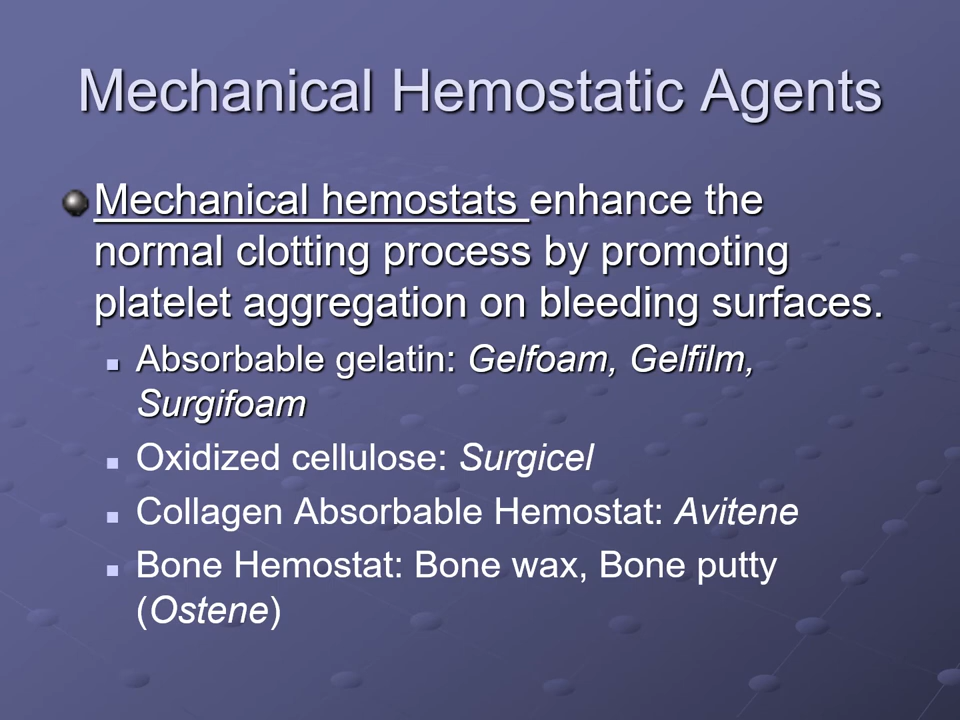 Mechanical Hemostatic Agents
Mechanical hemostats enhance the
normal clotting process by promoting
platelet aggregation on bleeding surfaces.
Absorbable gelatin: Gelfoam, Gelfilm,
Surgifoam
Oxidized cellulose: Surgicel
Collagen Absorbable Hemostat: Avitene
Bone Hemostat: Bone wax, Bone putty
(Ostene)